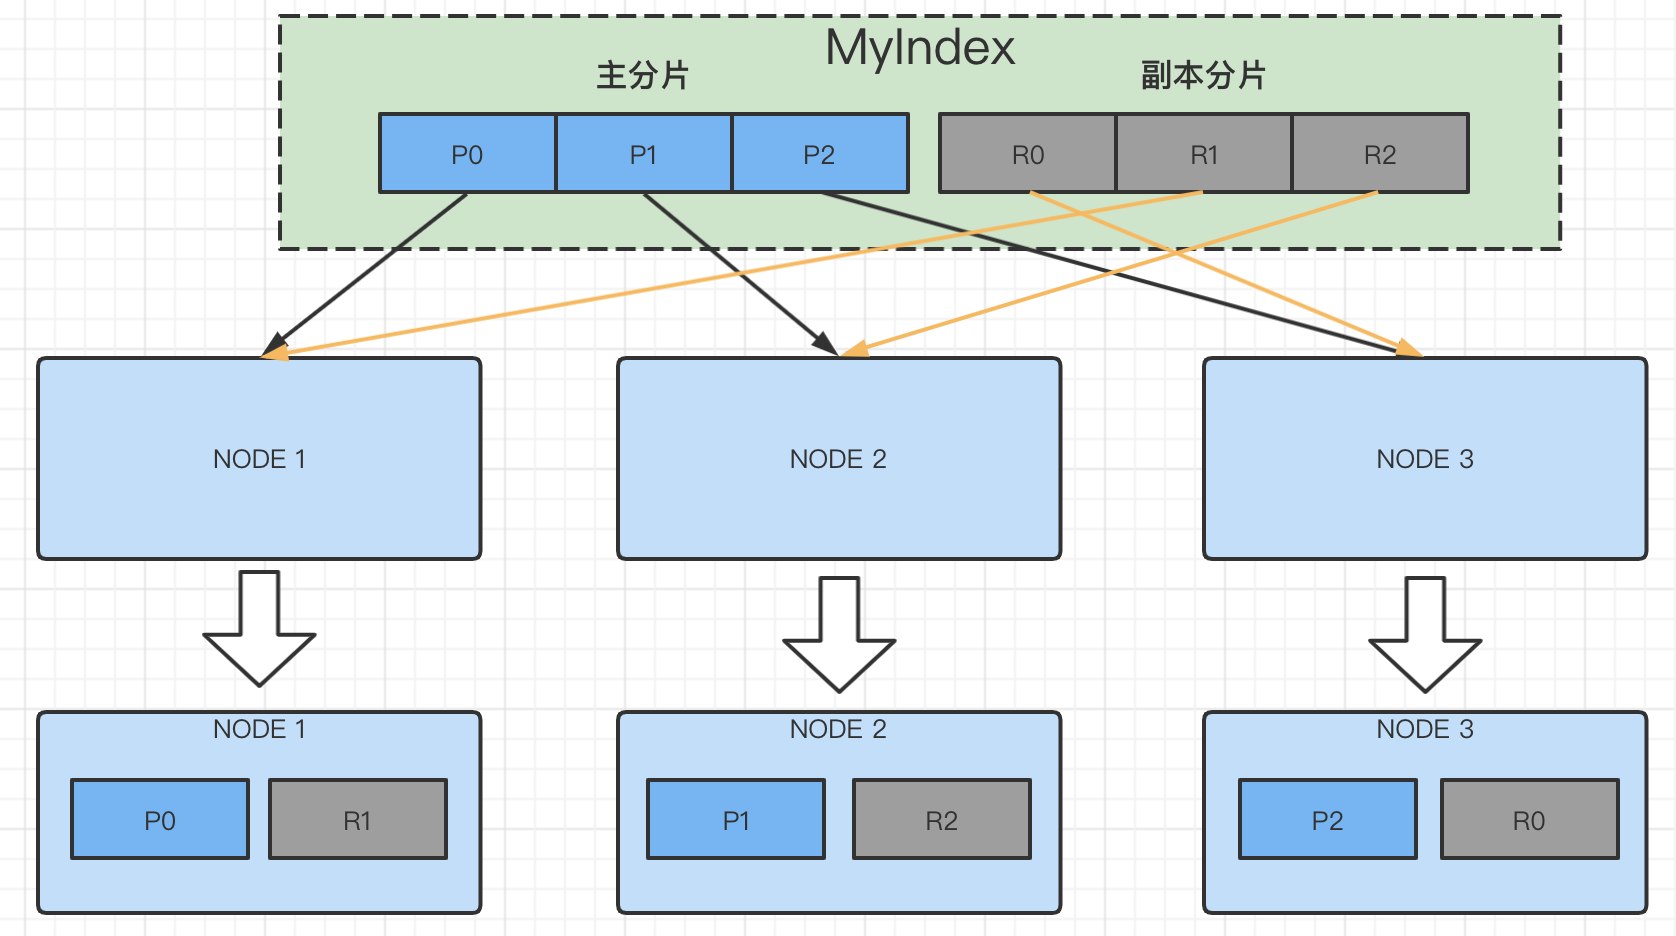 MyIndex
主分片
副本分片
P0
P1
P2
R0
R1
R2
NODE 1
NODE 2
NODE 3
NODE 1
NODE 2
NODE 3
P0
R1
P1
R2
P2
R0